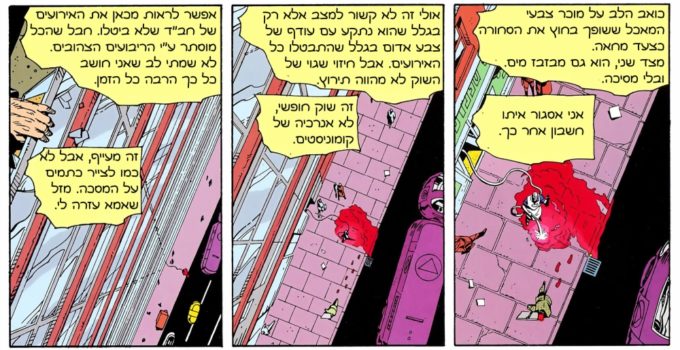 כואב הלב על מוכר צבעי
המאכל ששופך בחוץ את הסחורה
כצעד מחאה.
מצד שני, הוא גם מבזבז מים.
ובלי מסיכה.
אני אסגור איתו
חשבון אחר כך.
אולי זה לא קשור למצב אלא רק
בגלל שהוא נתקע עם עודף של
צבע אדום בגלל שהתבטלו כל
האירועים. אבל חיזוי שגוי של
השוק לא מהווה תירוץ.
זה שוק חופשי,
לא אנרכיה של
קומוניסטים.
אפשר לראות מכאן את האירועים
של חב"ד שלא ביטלו. חבל שהכל
מוסתר ע"י הריבועים הצהובים.
לא שמתי לב שאני חושב
כל כך הרבה כל הזמן.
זה מעייף, אבל לא
כמו לצייר כתמים
על המסכה. מזל
שאמא עזרה לי.